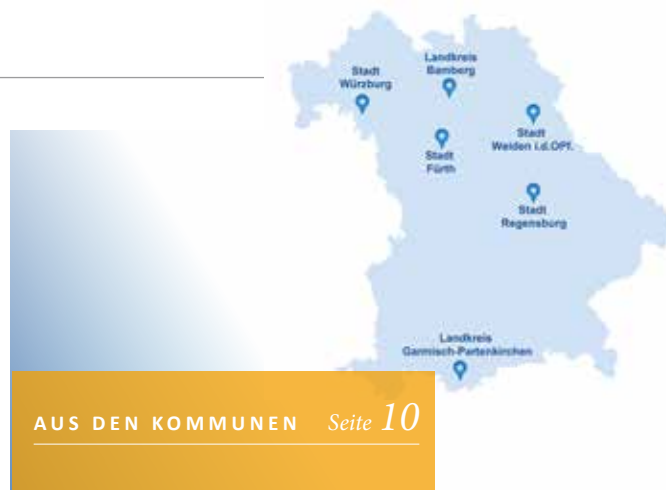 Landkreis
Bamberg
Stadt
Würzburg
Stadt
Weiden i.d.OPf.
Stadt
Fürth
Stadt
Regensburg
Landkreis
Garmisch-Partenkirchen
AUS DEN KOMMUNEN Seite 10